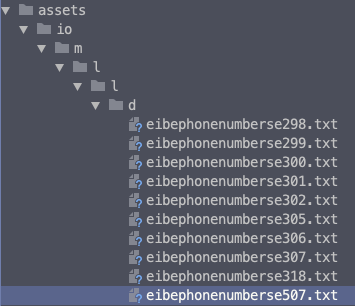 assets
io
m
l
l
d
eibephonenumberse298.txt
eibephonenumberse299.txt
eibephonenumberse300.txt
eibephonenumberse301.txt
eibephonenumberse302.txt
eibephonenumberse305.txt
eibephonenumberse306.txt
eibephonenumberse307.txt
eibephonenumberse318.txt
eibephonenumberse507.txt